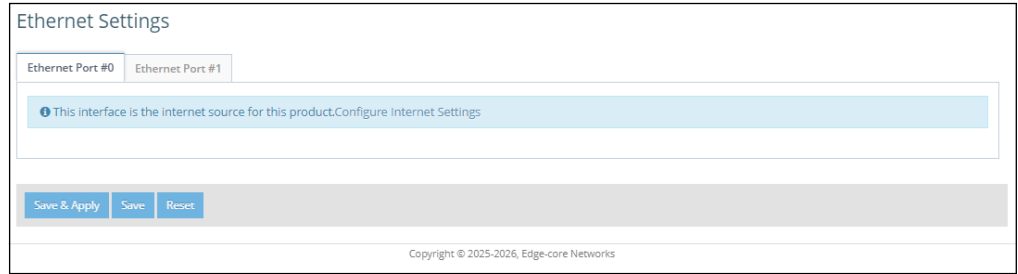 Ethernet Settings
Ethernet Port #0 Ethernet Port #1
This interface is the internet source for this product.Configure Internet Settings
Save & Apply Save Reset
Copyright © 2025-2026, Edge-core Networks